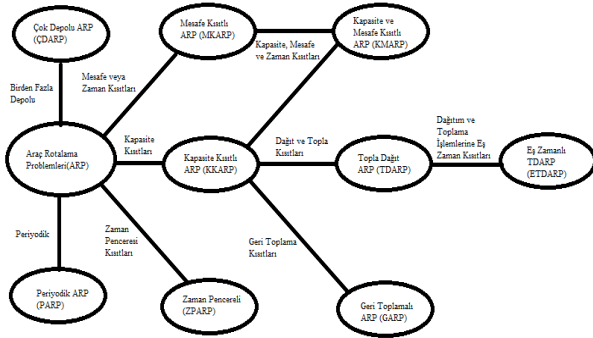 Çok Depolu ARP
(ÇDARP)
Mesafe Kısıtlı
ARP (MKARP)
Kapasite ve
Mesafe Kısıtlı
ARP (KMARP)
Kapasite, Mesafe
ve Zaman Kısıtları
Birden Fazla
Depolu
Mesafe veya
Zaman Kısıtları
Araç Rotalama
Problemleri(ARP)
Kapasite
Kısıtları
Kapasite Kısıtlı
ARP (KKARP)
Dağıt ve Topla
Kısıtları
Topla Dağıt
ARP (TDARP)
Dağıtım ve
Toplama
İşlemlerine Eş
Zaman Kısıtları
Eş Zamanlı
TDARP
(ETDARP)
Periyodik
Zaman
Penceresi
Kısıtları
Geri Toplama
Kısıtları
Periyodik ARP
(PARP)
Zaman Pencereli
(ZPARP)
Geri Toplamalı
ARP (GARP)